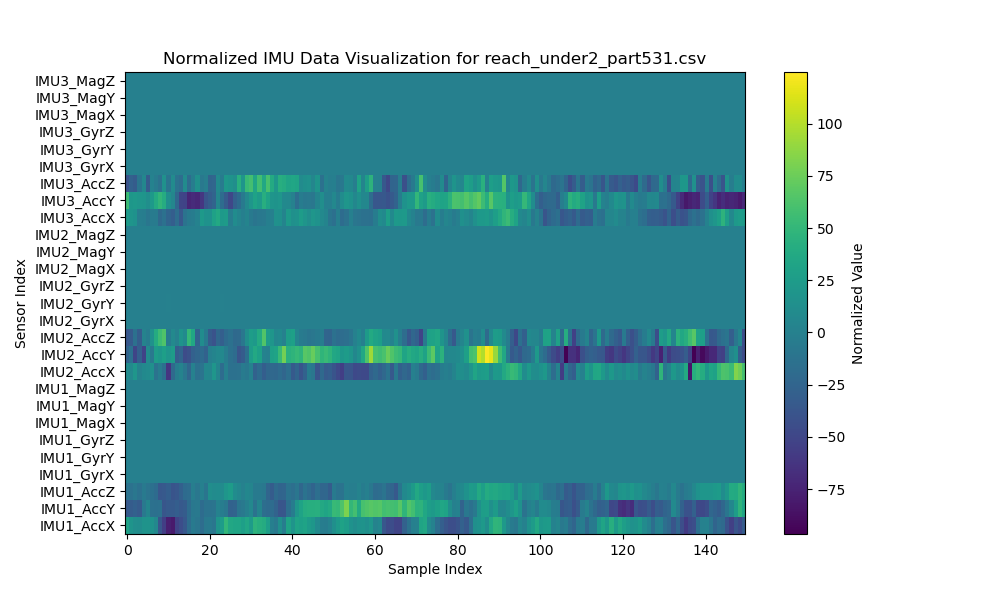 Normalized IMU Data Visualization for reach_under2_part531.csv
IMU3_MagZ
IMU3_MagY
IMU3_MagX
IMU3_GyrZ
IMU3_GyrY
IMU3_GyrX
IMU3_AccZ
IMU3_AccY
IMU3_AccX
IMU2_MagZ
IMU2_MagY
IMU2_MagX
IMU2_GyrZ
IMU2_GyrY
IMU2_GyrX
IMU2_AccZ
IMU2_AccY
IMU2_AccX
IMU1_MagZ
IMU1_MagY
IMU1_MagX
IMU1_GyrZ
IMU1_GyrY
IMU1_GyrX
IMU1_AccZ
IMU1_AccY
IMU1_AccX
Sensor Index
0 20 40 60 80 100 120 140
Sample Index
100
75
50
25
0
−25
−50
−75
Normalized Value